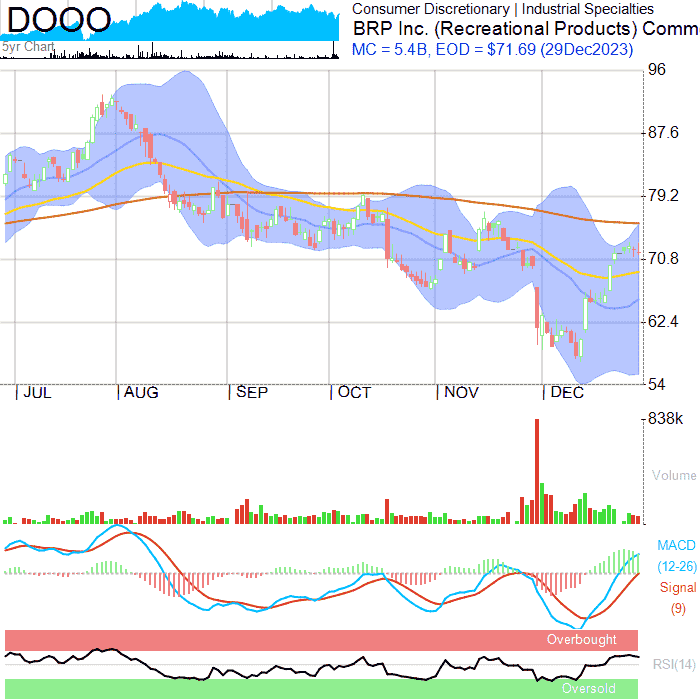 DOOO
5yr Chart
Consumer Discretionary | Industrial Specialties
BRP Inc. (Recreational Products) Comm
MC = 5.4B, EOD = $71.69 (29Dec2023)
96
87.6
79.2
70.8
62.4
54
JUL
AUG
SEP
OCT
NOV
DEC
838k
Volume
MACD
(12-26)
Signal
(9)
Overbought
RSI(14)
Oversold